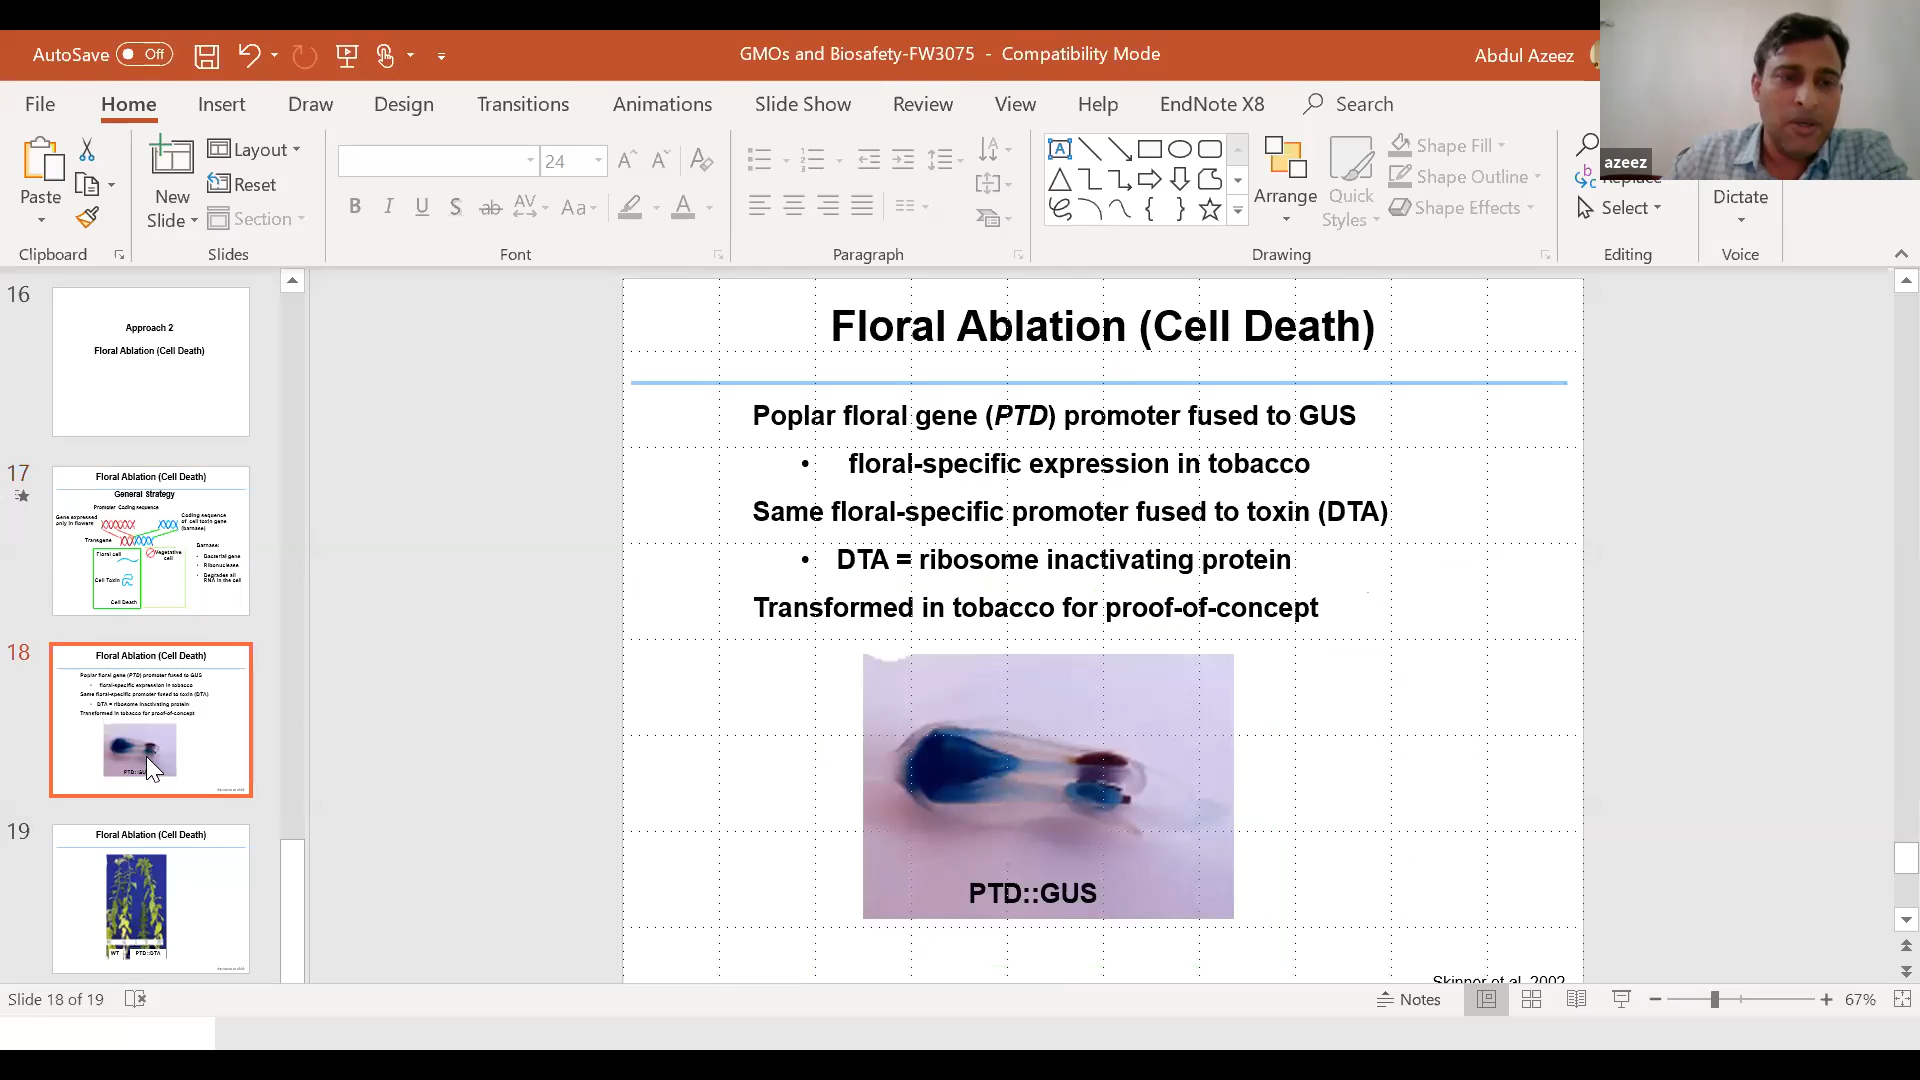 AutoSave Off
GMOs and Biosafety-FW3075 - Compatibility Mode
Abdul Azeez
File Home Insert Draw Design Transitions Animations Slide Show Review View Help EndNote X8 Search
Paste
New
Slide
Layout
Reset
Section
24
Arrange
Quick
Styles
Shape Fill
Shape Outline
Shape Effects
Select
Dictate
azeez
Clipboard Slides Font Paragraph Drawing Editing Voice
16
Approach 2
Floral Ablation (Cell Death)
17
Floral Ablation (Cell Death)
General Strategy
Promoter Coding sequence
Gene expressed
only in flowers
Coding sequence
of cell toxin gene
(barnase)
Transgene
Floral cell
Vegetative
cell
Cell Toxin
Cell Death
Barnase:
• Bacterial gene
• Ribonuclease
• Degrades all
RNA in the cell
18
Floral Ablation (Cell Death)
Poplar floral gene (PTD) promoter fused to GUS
• floral-specific expression in tobacco
Same floral-specific promoter fused to toxin (DTA)
• DTA = ribosome inactivating protein
Transformed in tobacco for proof-of-concept
19
Floral Ablation (Cell Death)
WT PTD::DTA
Floral Ablation (Cell Death)
Poplar floral gene (PTD) promoter fused to GUS
• floral-specific expression in tobacco
Same floral-specific promoter fused to toxin (DTA)
• DTA = ribosome inactivating protein
Transformed in tobacco for proof-of-concept
PTD::GUS
Skinner et al. 2002
Slide 18 of 19
Notes
67%